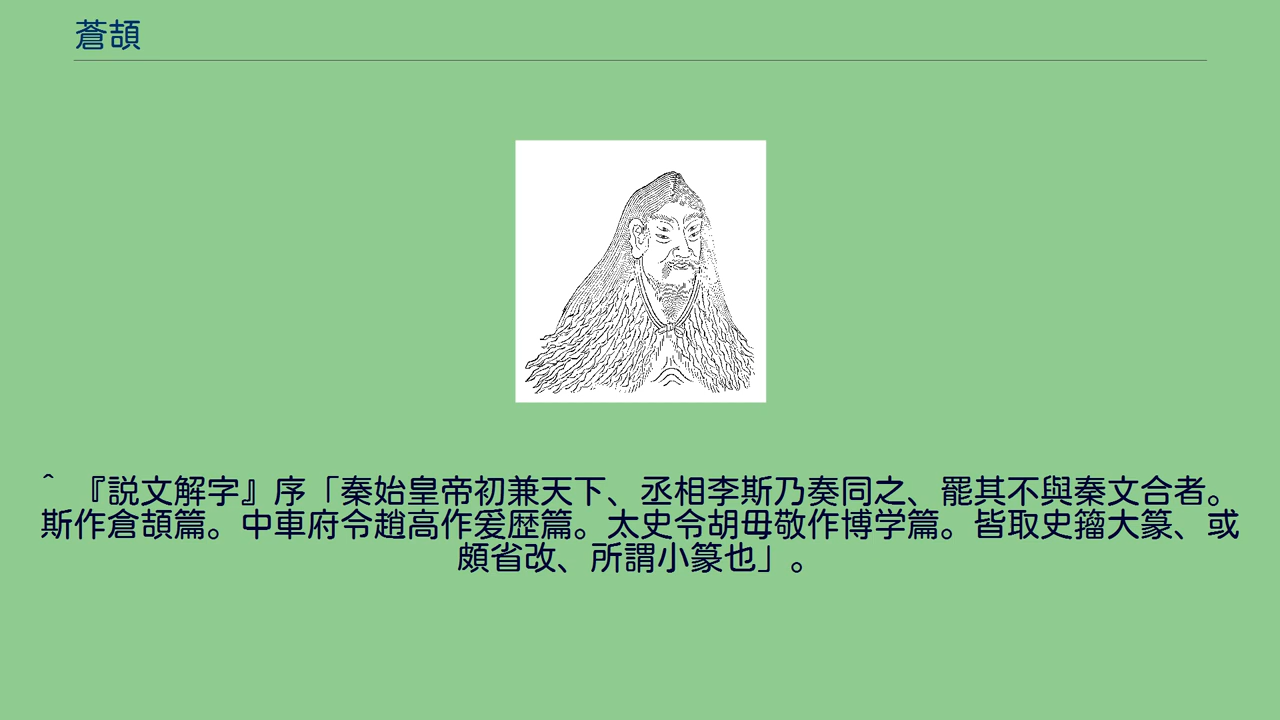 蒼頡
^ 『説文解字』序「秦始皇帝初兼天下、丞相李斯乃奏同之、罷其不與秦文合者。
斯作倉頡篇。中車府令趙高作爰歴篇。太史令胡毋敬作博学篇。皆取史籀大篆、或
頗省改、所謂小篆也」。